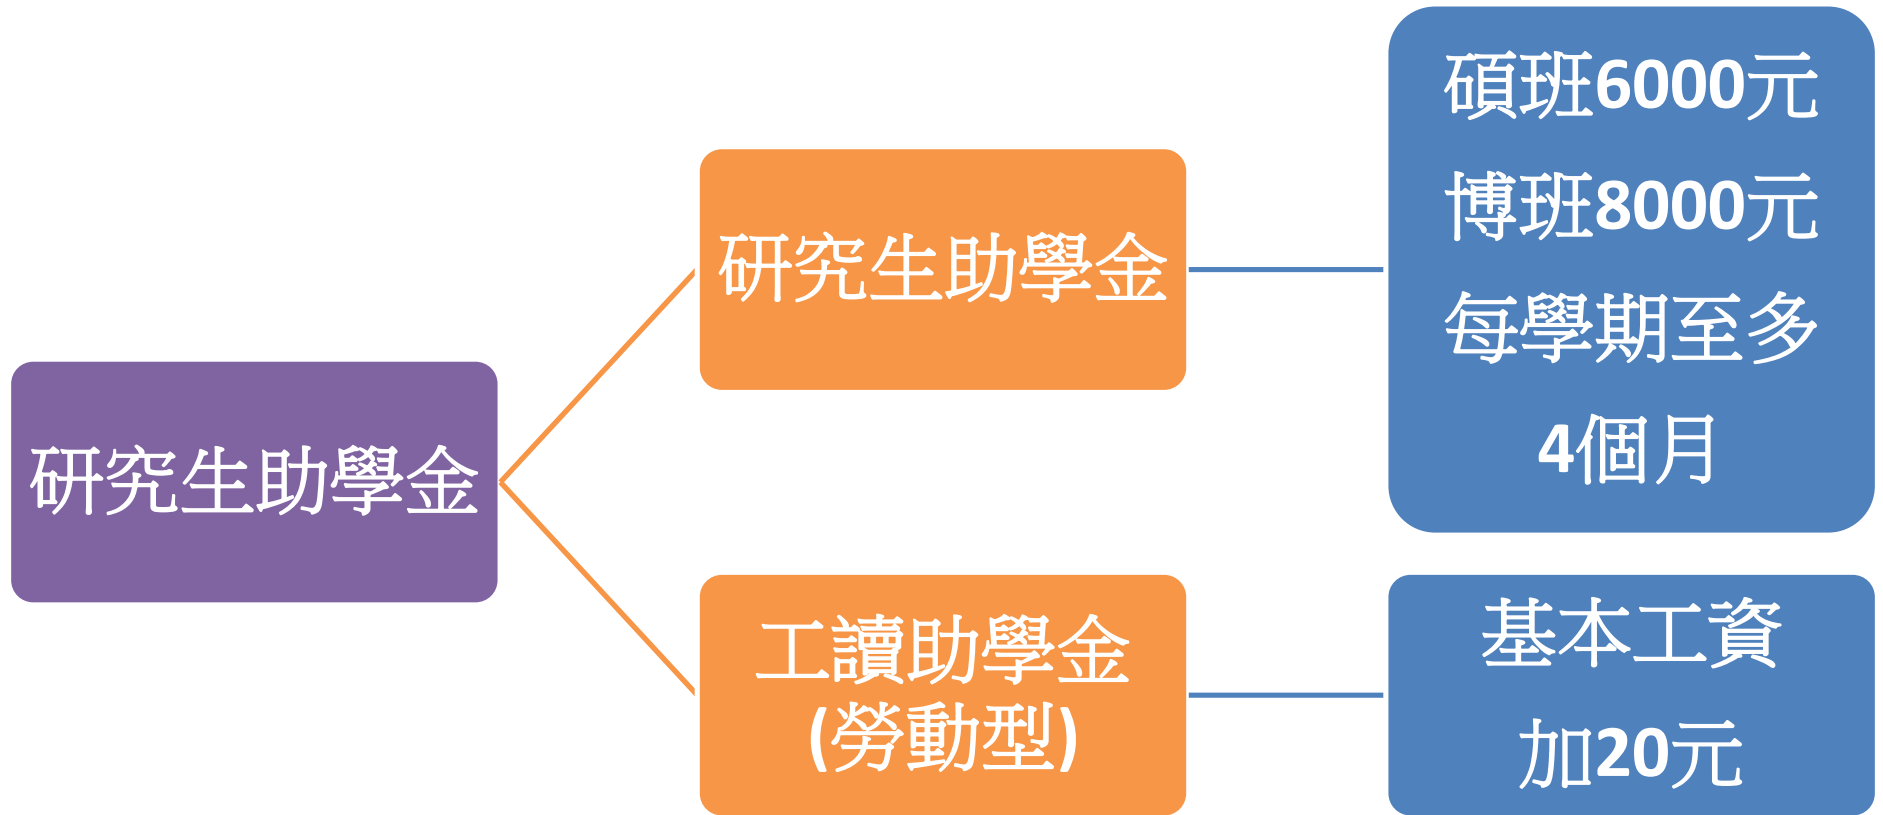 研究生助學金
研究生助學金
碩班6000元
博班8000元
每學期至多
4個月
工讀助學金
(勞動型)
基本工資
加20元